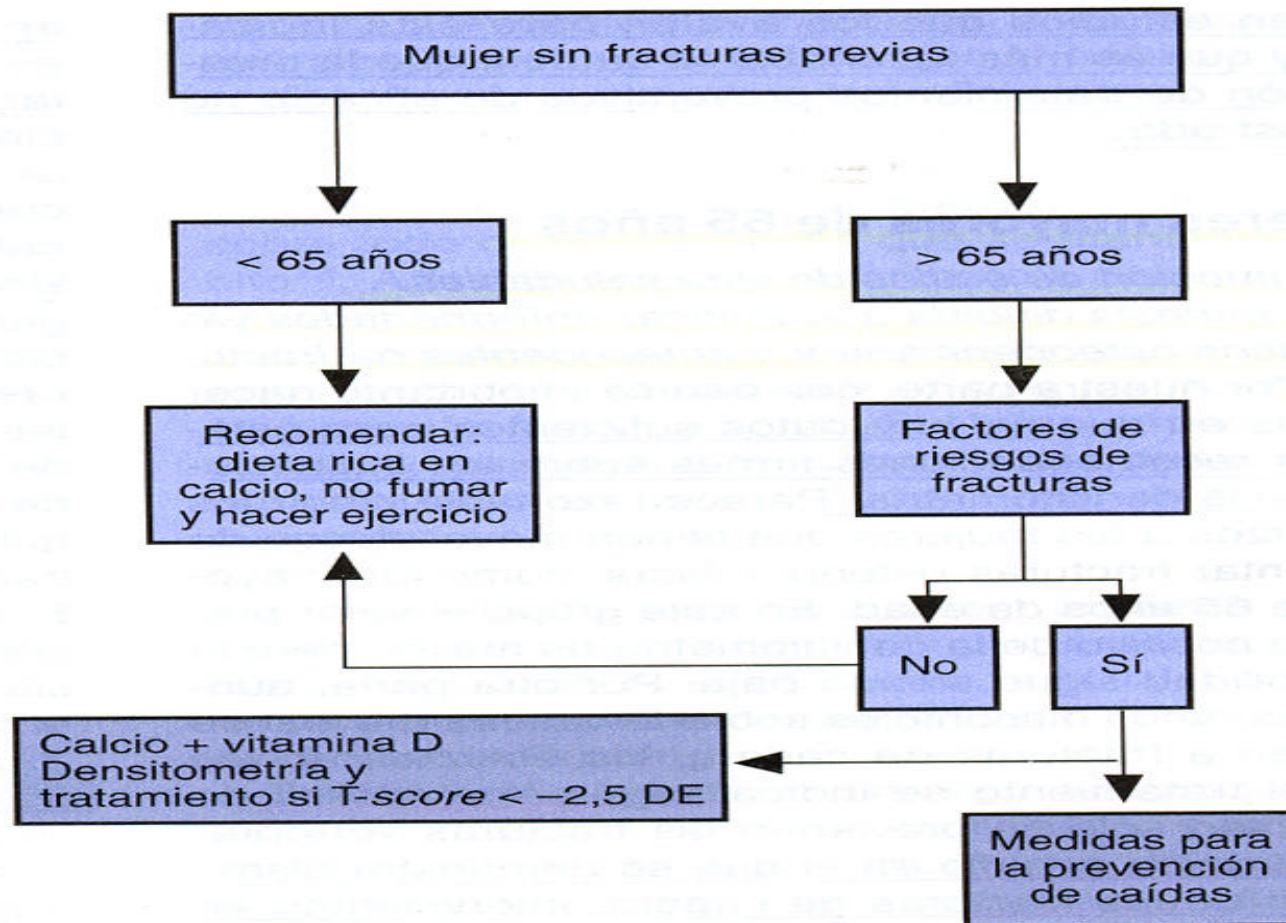 Mujer sin fracturas previas
< 65 años
> 65 años
Recomendar:
dieta rica en
calcio, no fumar
y hacer ejercicio
Factores de
riesgos de
fracturas
No
Sí
Calcio + vitamina D
Densitometría y
tratamiento si T-score < –2,5 DE
Medidas para
la prevención
de caídas